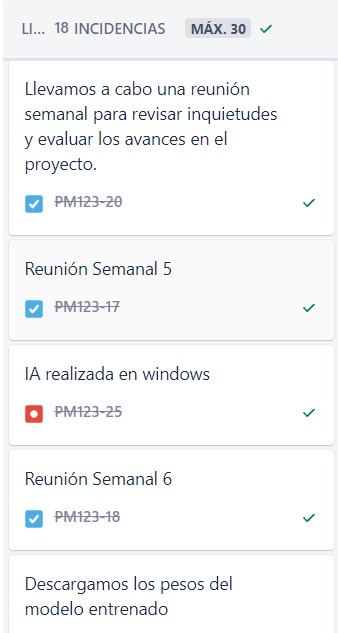 LI... 18 INCIDENCIAS MÁX. 30
Llevamos a cabo una reunión
semanal para revisar inquietudes
y evaluar los avances en el
proyecto.
PM123-20
Reunión Semanal 5
PM123-17
IA realizada en windows
PM123-25
Reunión Semanal 6
PM123-18
Descargamos los pesos del
modelo entrenado